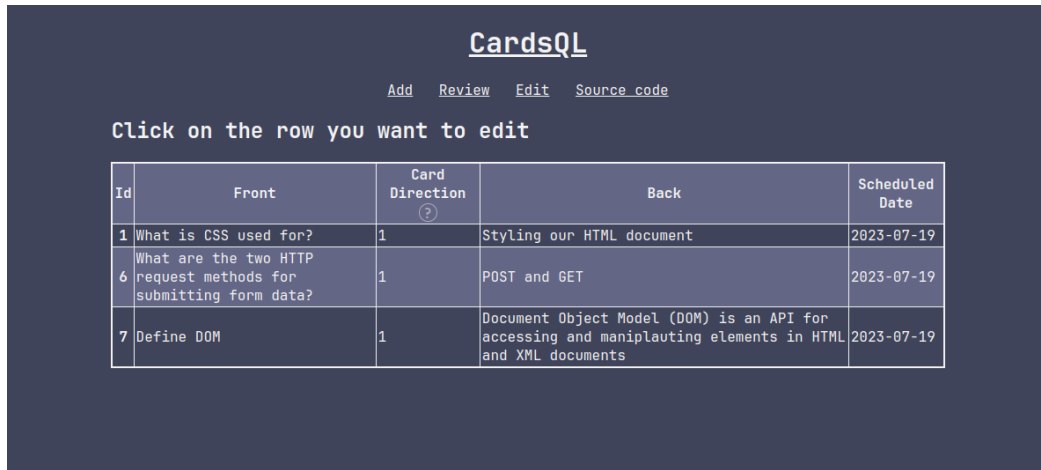 CardsQL
Add Review Edit Source code
Click on the row you want to edit
Id Front Card Direction ? Back Scheduled Date
1 What is CSS used for? 1 Styling our HTML document 2023-07-19
What are the two HTTP
6 request methods for 1 POST and GET 2023-07-19
submitting form data?
Document Object Model (DOM) is an API for
7 Define DOM 1 accessing and maniplauting elements in HTML 2023-07-19
and XML documents